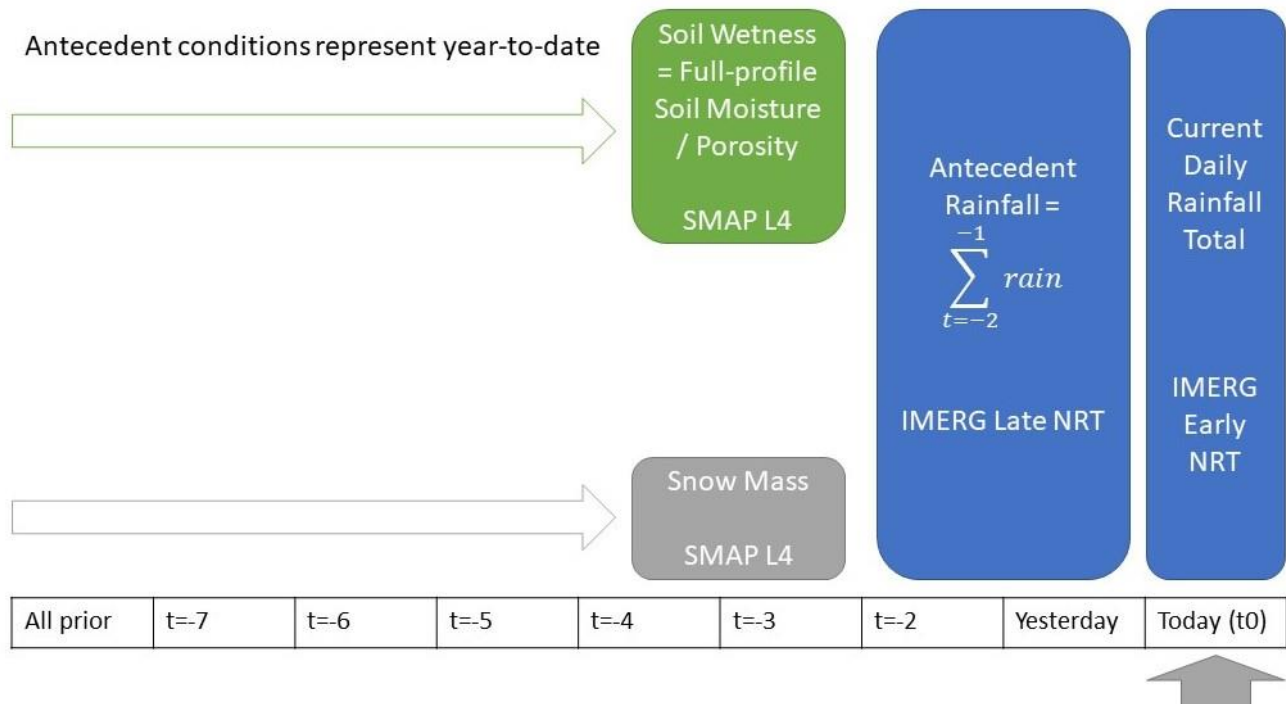 Antecedent conditions represent year-to-date
Soil Wetness
= Full-profile
Soil Moisture
/ Porosity
SMAP L4
Antecedent
Rainfall =
-1
∑ rain
t=-2
IMERG Late NRT
Current
Daily
Rainfall
Total
IMERG
Early
NRT
Snow Mass
SMAP L4
All prior t=-7 t=-6 t=-5 t=-4 t=-3 t=-2 Yesterday Today (t0)